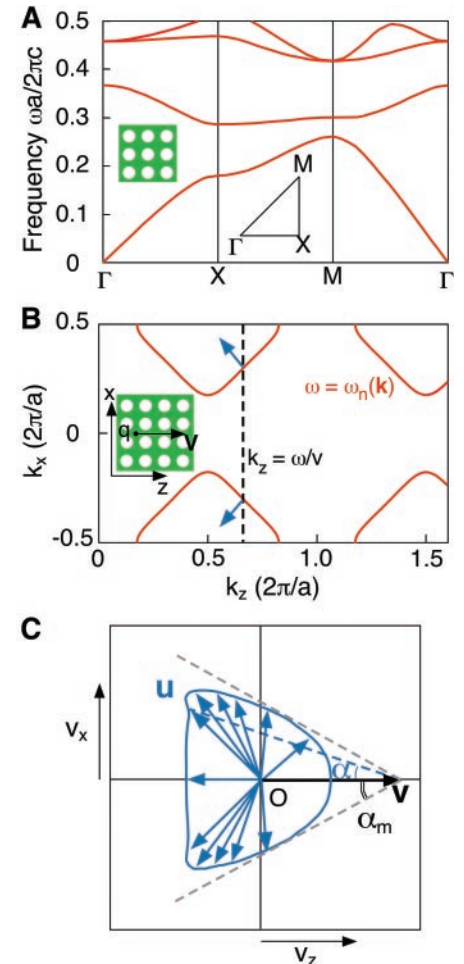 A
Frequency ωa/2πc
0.5
0.4
0.3
0.2
0.1
0
M
Γ
X
Γ
X
M
Γ
B
k_x (2π/a)
0.5
0
-0.5
ω = ω_n(k)
x
q
v
z
k_z = ω/v
0
0.5
1.0
1.5
k_z (2π/a)
C
v_x
u
α
O
v
α_m
v_z